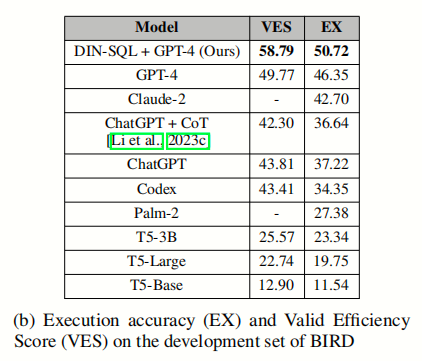 Model VES EX
DIN-SQL + GPT-4 (Ours) 58.79 50.72
GPT-4 49.77 46.35
Claude-2 - 42.70
ChatGPT + CoT 42.30 36.64
[Li et al., 2023c]
ChatGPT 43.81 37.22
Codex 43.41 34.35
Palm-2 - 27.38
T5-3B 25.57 23.34
T5-Large 22.74 19.75
T5-Base 12.90 11.54
(b) Execution accuracy (EX) and Valid Efficiency
Score (VES) on the development set of BIRD